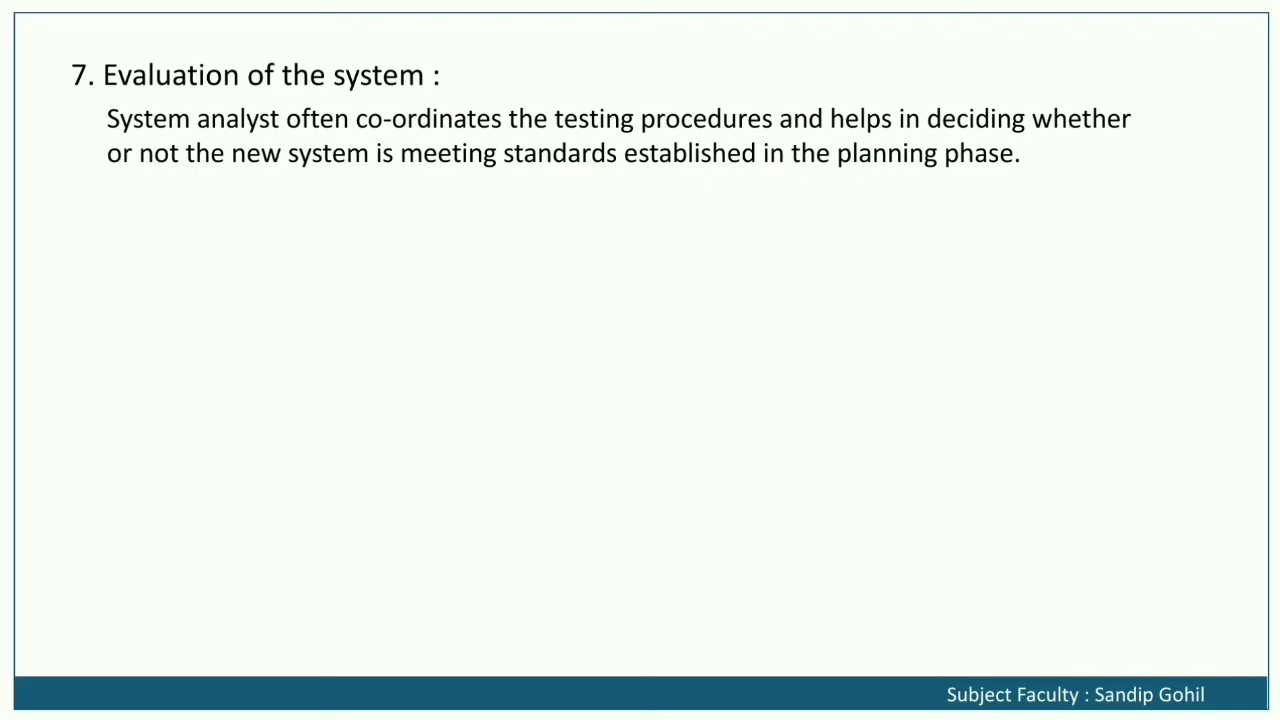 7. Evaluation of the system :
System analyst often co-ordinates the testing procedures and helps in deciding whether
or not the new system is meeting standards established in the planning phase.
Subject Faculty : Sandip Gohil